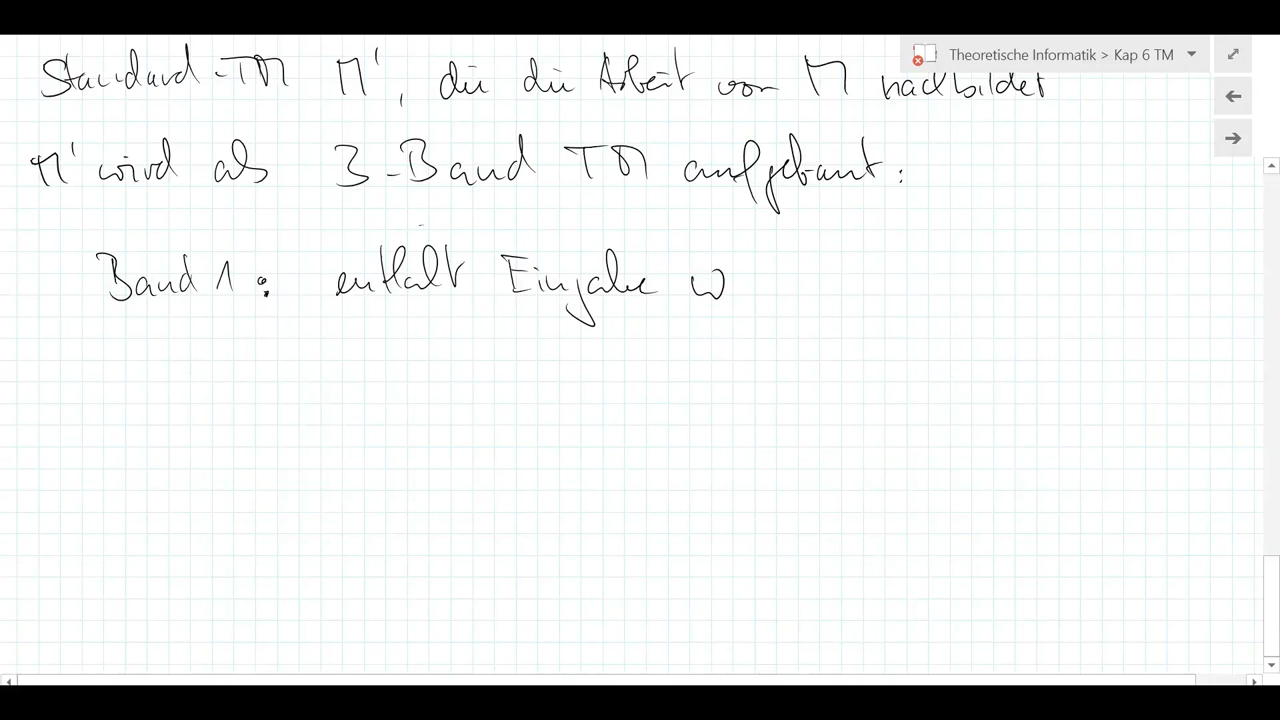 Theoretische Informatik > Kap 6 TM
Standard-TM M', die die Arbeit von M nachbildet
M' wird als 3-Band TM aufgebaut:
Band 1: enthält Eingabe w